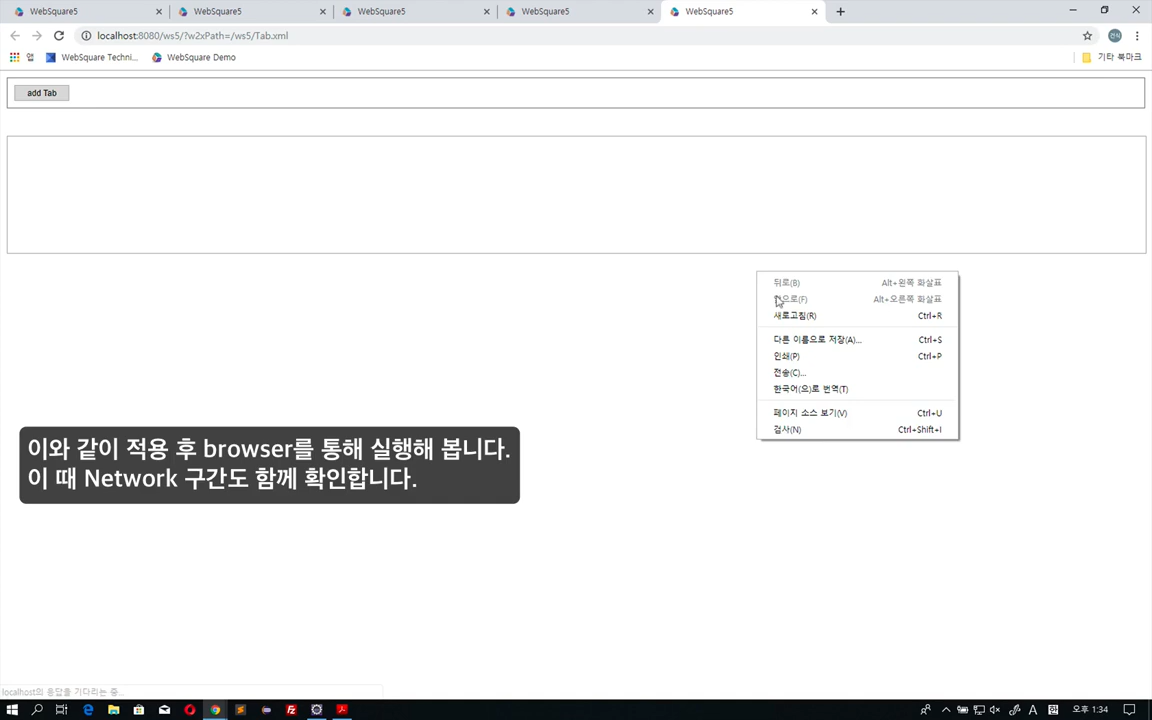 WebSquare5
WebSquare5
WebSquare5
WebSquare5
WebSquare5
localhost:8080/ws5/?w2xPath=/ws5/Tab.xml
앱
WebSquare Techni...
WebSquare Demo
기타 북마크
add Tab
뒤로(B) Alt+왼쪽 화살표
으로(F) Alt+오른쪽 화살표
새로고침(R) Ctrl+R
다른 이름으로 저장(A)... Ctrl+S
인쇄(P) Ctrl+P
전송(C)...
한국어(으)로 번역(T)
페이지 소스 보기(V) Ctrl+U
검사(N) Ctrl+Shift+I
이와 같이 적용 후 browser를 통해 실행해 봅니다.
이 때 Network 구간도 함께 확인합니다.
localhost의 응답을 기다리는 중...
A
한
오후 1:34